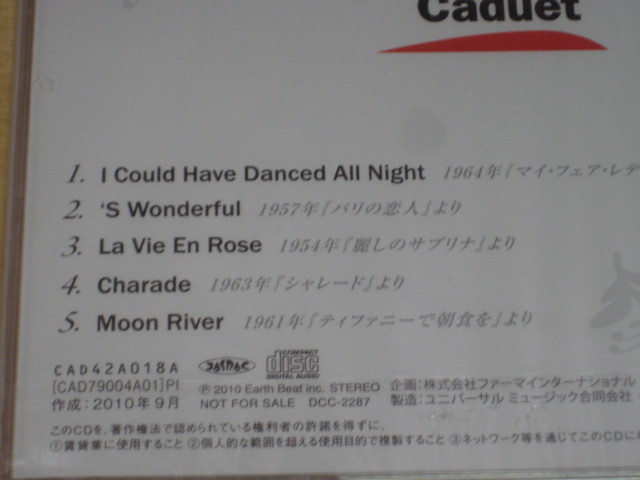 Caduet
1. I Could Have Danced All Night 1964年『マイ・フェア・レデ
2. 'S Wonderful 1957年『パリの恋人』より
3. La Vie En Rose 1954年『麗しのサブリナ』より
4. Charade 1963年『シャレード』より
5. Moon River 1961年『ティファニーで朝食を』より
CAD42A018A JASRAC COMPACT disc DIGITAL AUDIO
[CAD79004A01]PI ℗2010 Earth Beat inc. STEREO 企画：株式会社ファーマインターナショナル
作成：2010年9月 NOT FOR SALE DCC-2287 製造：ユニバーサル ミュージック合同会社
このCDを、著作権法で認められている権利者の許諾を得ずに、
①賃貸業に使用すること ②個人的な範囲を超える使用目的で複製すること ③ネットワーク等を通じてこのCDに